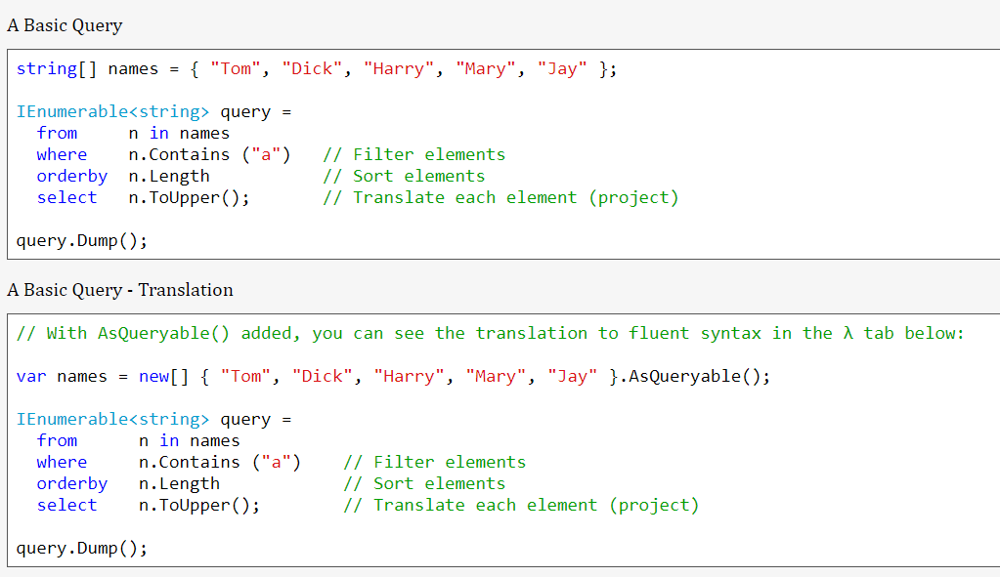 A Basic Query
string[] names = { "Tom", "Dick", "Harry", "Mary", "Jay" };
IEnumerable<string> query =
from n in names
where n.Contains ("a") // Filter elements
orderby n.Length // Sort elements
select n.ToUpper(); // Translate each element (project)
query.Dump();
A Basic Query - Translation
// With AsQueryable() added, you can see the translation to fluent syntax in the λ tab below:
var names = new[] { "Tom", "Dick", "Harry", "Mary", "Jay" }.AsQueryable();
IEnumerable<string> query =
from n in names
where n.Contains ("a") // Filter elements
orderby n.Length // Sort elements
select n.ToUpper(); // Translate each element (project)
query.Dump();